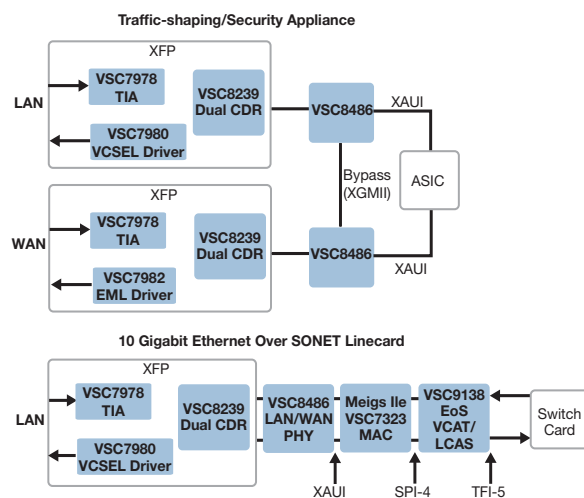 Traffic-shaping/Security Appliance
XFP
LAN
VSC7978
TIA
VSC7980
VCSEL Driver
VSC8239
Dual CDR
VSC8486
XAUI
Bypass
(XGMII)
ASIC
XFP
WAN
VSC7978
TIA
VSC7982
EML Driver
VSC8239
Dual CDR
VSC8486
XAUI
10 Gigabit Ethernet Over SONET Linecard
XFP
LAN
VSC7978
TIA
VSC7980
VCSEL Driver
VSC8239
Dual CDR
VSC8486
LAN/WAN
PHY
Meigs IIe
VSC7323
MAC
VSC9138
EoS
VCAT/
LCAS
Switch
Card
XAUI
SPI-4
TFI-5